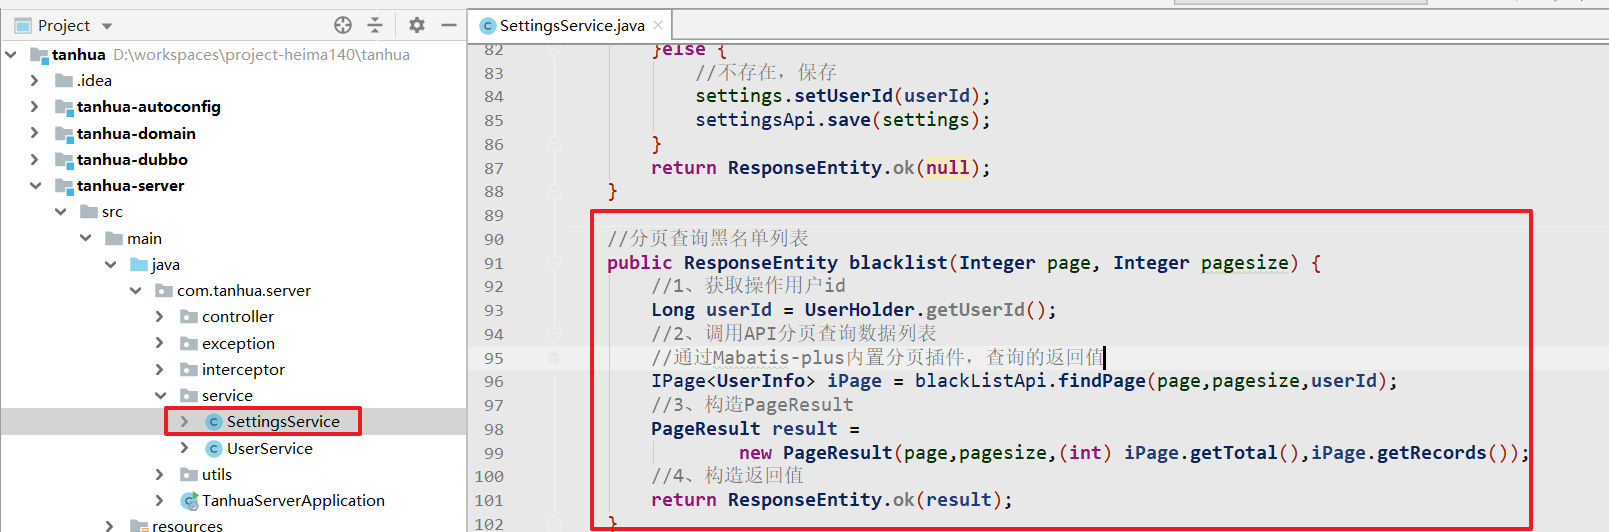 Project
SettingsService.java
tanhua D:\workspaces\project-heima140\tanhua
.idea
tanhua-autoconfig
tanhua-domain
tanhua-dubbo
tanhua-server
src
main
java
com.tanhua.server
controller
exception
interceptor
service
SettingsService
UserService
utils
TanhuaServerApplication
resources
82 }else {
83 //不存在，保存
84 settings.setUserId(userId);
85 settingsApi.save(settings);
86 }
87 return ResponseEntity.ok(null);
88 }
89
90 //分页查询黑名单列表
91 public ResponseEntity blacklist(Integer page, Integer pagesize) {
92 //1、获取操作用户id
93 Long userId = UserHolder.getUserId();
94 //2、调用API分页查询数据列表
95 //通过Mabatis-plus内置分页插件，查询的返回值
96 IPage<UserInfo> iPage = blackListApi.findPage(page,pagesize,userId);
97 //3、构造PageResult
98 PageResult result =
99 new PageResult(page,pagesize,(int) iPage.getTotal(),iPage.getRecords());
100 //4、构造返回值
101 return ResponseEntity.ok(result);
102 }